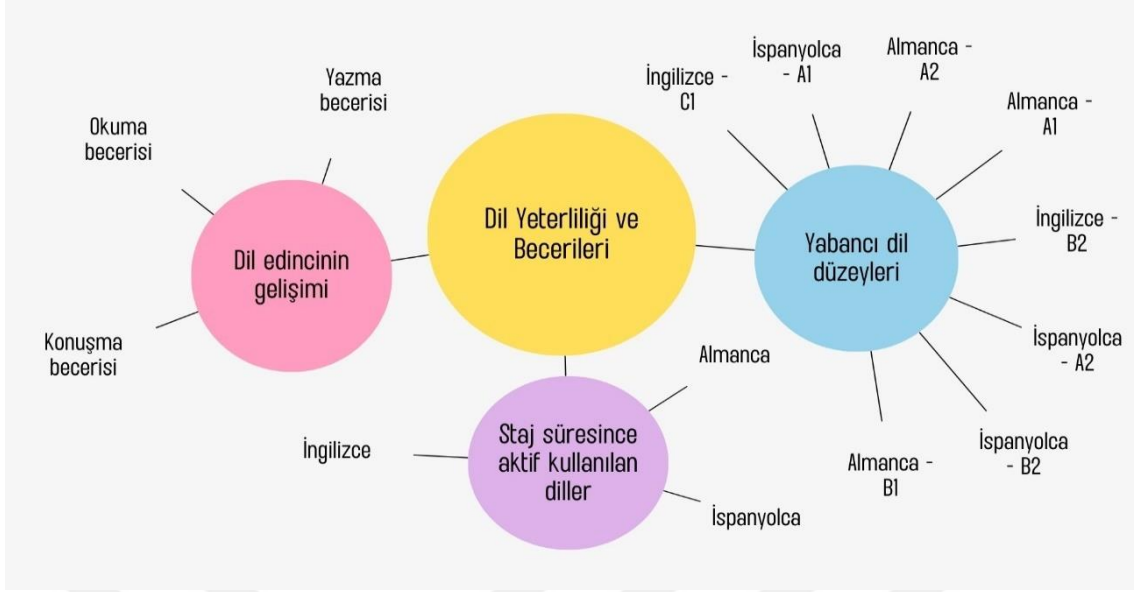 Dil Yeterliliği ve
Becerileri
Dil edincinin
gelişimi
Yazma
becerisi
Okuma
becerisi
Konuşma
becerisi
Staj süresince
aktif kullanılan
diller
İngilizce
Almanca
İspanyolca
Yabancı dil
düzeyleri
İngilizce -
C1
İspanyolca
- A1
Almanca -
A2
Almanca -
A1
İngilizce -
B2
İspanyolca -
A2
İspanyolca
- B2
Almanca -
B1